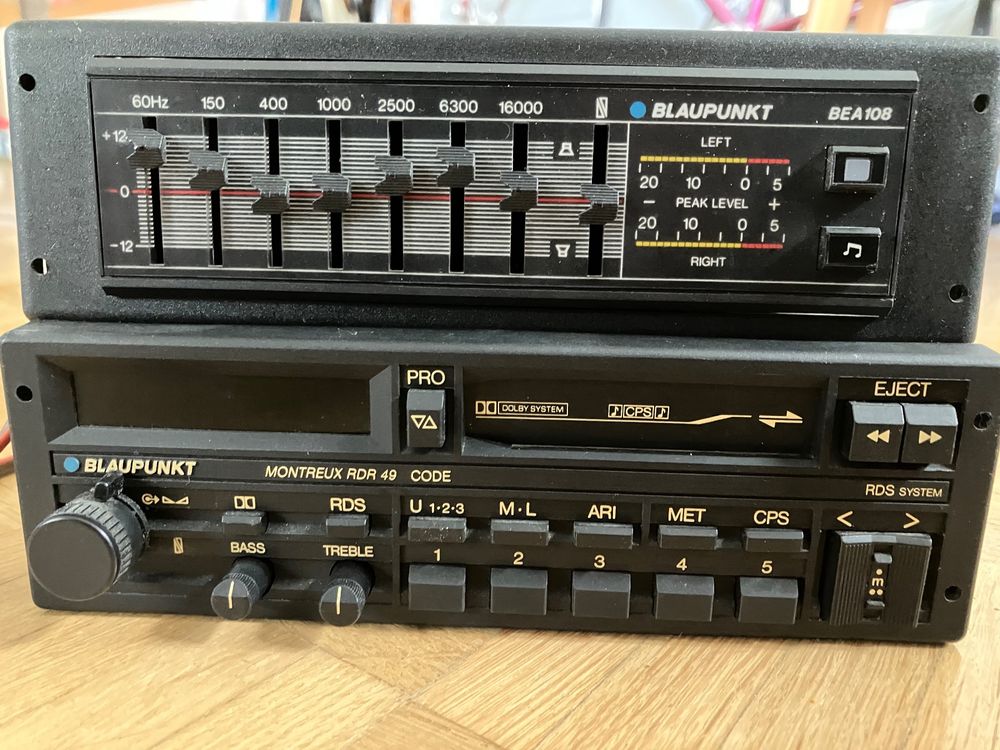 60Hz 150 400 1000 2500 6300 16000
BLAUPUNKT BEA108
+12
0
-12
LEFT
20 10 0 5
− PEAK LEVEL +
20 10 0 5
RIGHT
PRO
EJECT
DOLBY SYSTEM
CPS
BLAUPUNKT
MONTREUX RDR 49 CODE
RDS SYSTEM
RDS
U 1·2·3 M·L ARI MET CPS
< >
BASS TREBLE
1 2 3 4 5
m